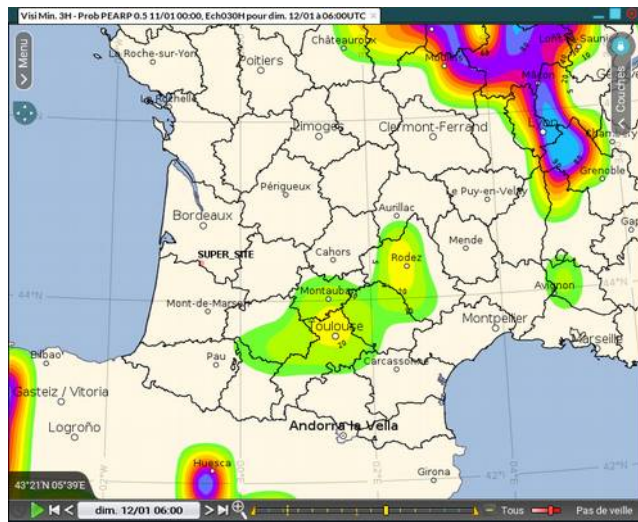 Visi Min. 3H - Prob PEARP 0.5 11/01 00:00, Ech030H pour dim. 12/01 à 06:00UTC
Menu
Couches
La Roche-sur-Yon
Poitiers
Châteauroux
Moulins
Mâcon
La Rochelle
Limoges
Clermont-Ferrand
Lyon
Chambéry
Grenoble
Périgueux
Le Puy-en-Velay
Bordeaux
Aurillac
Gap
SUPER_SITE
Cahors
Rodez
Mende
44°N
Montauban
Avignon
44°N
Mont-de-Marsan
Toulouse
20
Montpellier
Marseille
Bilbao
Pau
Carcassonne
Gasteiz / Vitoria
Logroño
Andorra la Vella
Huesca
Girona
43°21'N 05°39'E
dim. 12/01 06:00
Tous
Pas de veille